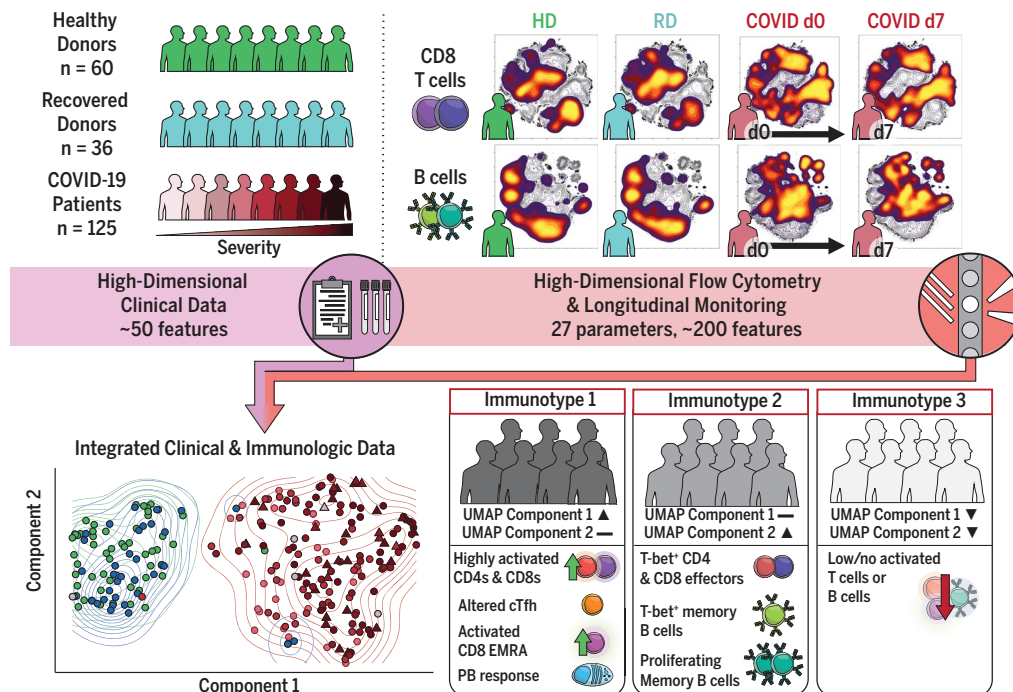 Healthy
Donors
n = 60
Recovered
Donors
n = 36
COVID-19
Patients
n = 125
Severity
HD
RD
COVID d0
COVID d7
CD8
T cells
d0
d7
B cells
d0
d7
High-Dimensional
Clinical Data
~50 features
High-Dimensional Flow Cytometry
& Longitudinal Monitoring
27 parameters, ~200 features
Integrated Clinical & Immunologic Data
Component 2
Component 1
Immunotype 1
UMAP Component 1 ▲
UMAP Component 2 —
Highly activated
CD4s & CD8s
Altered cTfh
Activated
CD8 EMRA
PB response
Immunotype 2
UMAP Component 1 —
UMAP Component 2 ▲
T-bet⁺ CD4
& CD8 effectors
T-bet⁺ memory
B cells
Proliferating
Memory B cells
Immunotype 3
UMAP Component 1 ▼
UMAP Component 2 ▼
Low/no activated
T cells or
B cells